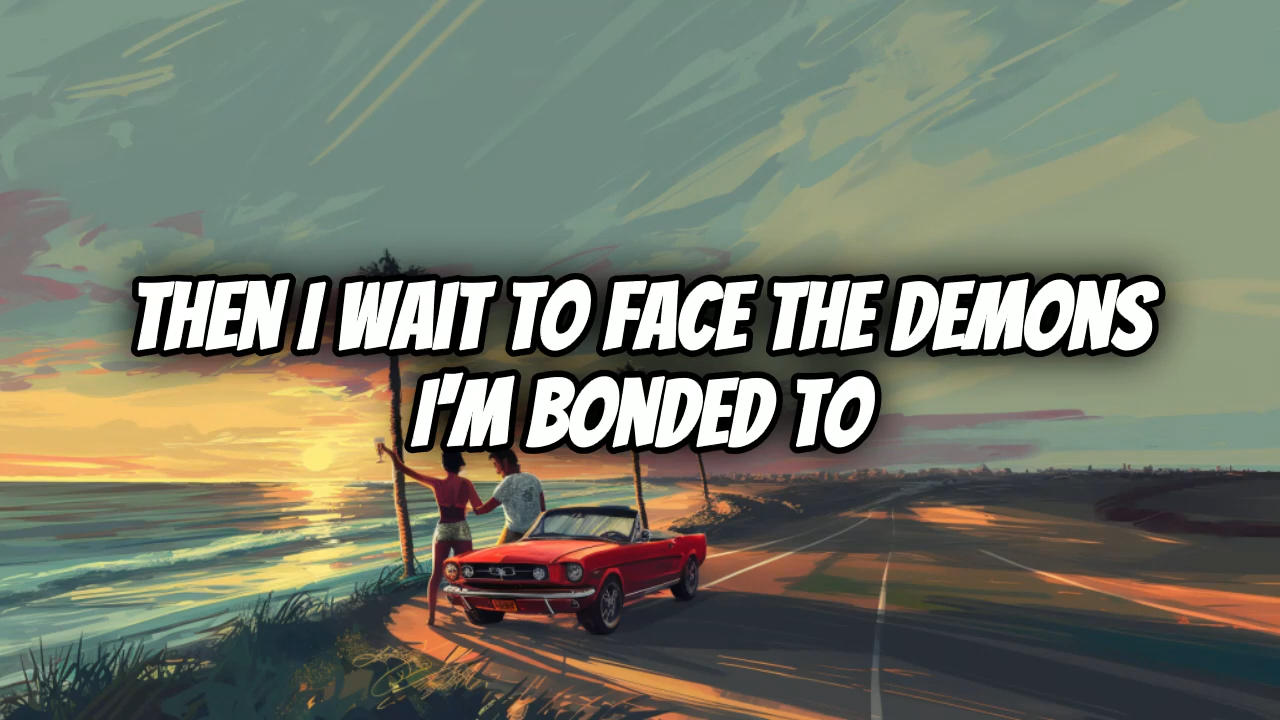 THEN I WAIT TO FACE THE DEMONS
I'M BONDED TO